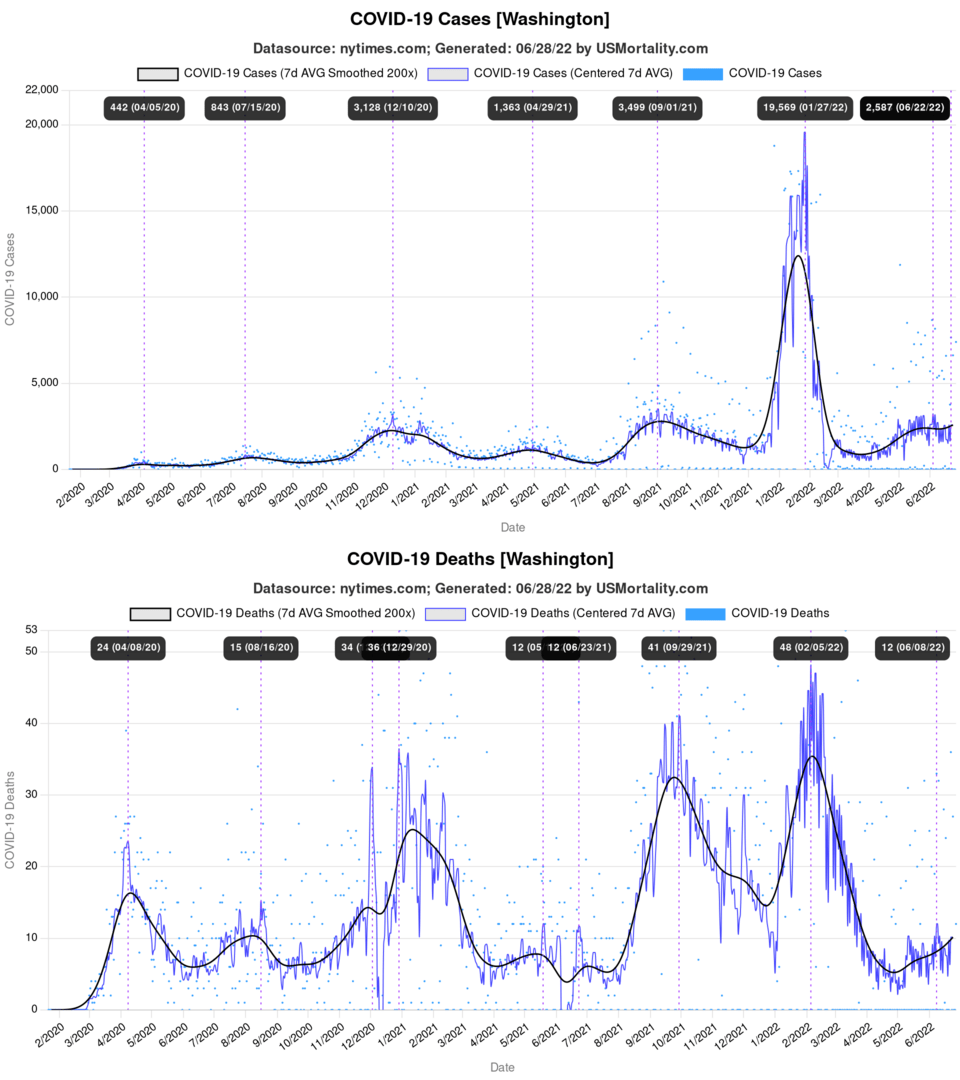 COVID-19 Cases [Washington]
Datasource: nytimes.com; Generated: 06/28/22 by USMortality.com
COVID-19 Cases (7d AVG Smoothed 200x) COVID-19 Cases (Centered 7d AVG) COVID-19 Cases
22,000
442 (04/05/20) 843 (07/15/20) 3,128 (12/10/20) 1,363 (04/29/21) 3,499 (09/01/21) 19,569 (01/27/22) 2,587 (06/22/22)
20,000
15,000
10,000
5,000
0
COVID-19 Cases
2/2020 3/2020 4/2020 5/2020 6/2020 7/2020 8/2020 9/2020 10/2020 11/2020 12/2020 1/2021 2/2021 3/2021 4/2021 5/2021 6/2021 7/2021 8/2021 9/2021 10/2021 11/2021 12/2021 1/2022 2/2022 3/2022 4/2022 5/2022 6/2022
Date
COVID-19 Deaths [Washington]
Datasource: nytimes.com; Generated: 06/28/22 by USMortality.com
COVID-19 Deaths (7d AVG Smoothed 200x) COVID-19 Deaths (Centered 7d AVG) COVID-19 Deaths
53
24 (04/08/20) 15 (08/16/20) 34 ( 36 (12/29/20) 12 (05 12 (06/23/21) 41 (09/29/21) 48 (02/05/22) 12 (06/08/22)
50
40
30
20
10
0
COVID-19 Deaths
2/2020 3/2020 4/2020 5/2020 6/2020 7/2020 8/2020 9/2020 10/2020 11/2020 12/2020 1/2021 2/2021 3/2021 4/2021 5/2021 6/2021 7/2021 8/2021 9/2021 10/2021 11/2021 12/2021 1/2022 2/2022 3/2022 4/2022 5/2022 6/2022
Date